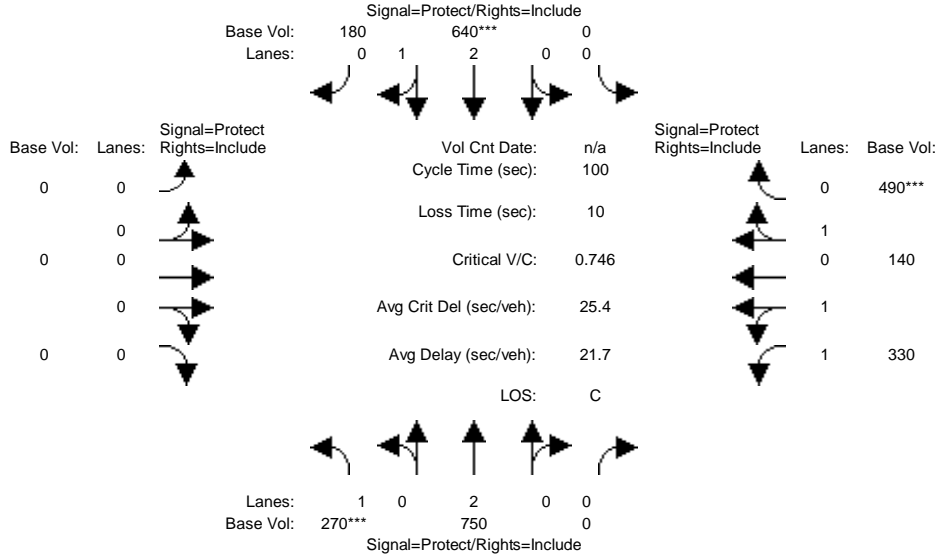 Signal=Protect/Rights=Include
Base Vol: 180 640*** 0
Lanes: 0 1 2 0 0
Signal=Protect Signal=Protect
Base Vol: Lanes: Rights=Include Vol Cnt Date: n/a Rights=Include Lanes: Base Vol:
Cycle Time (sec): 100
0 0 0 490***
Loss Time (sec): 10
0 1
0 0 Critical V/C: 0.746 0 140
0 Avg Crit Del (sec/veh): 25.4 1
0 0 Avg Delay (sec/veh): 21.7 1 330
LOS: C
Lanes: 1 0 2 0 0
Base Vol: 270*** 750 0
Signal=Protect/Rights=Include